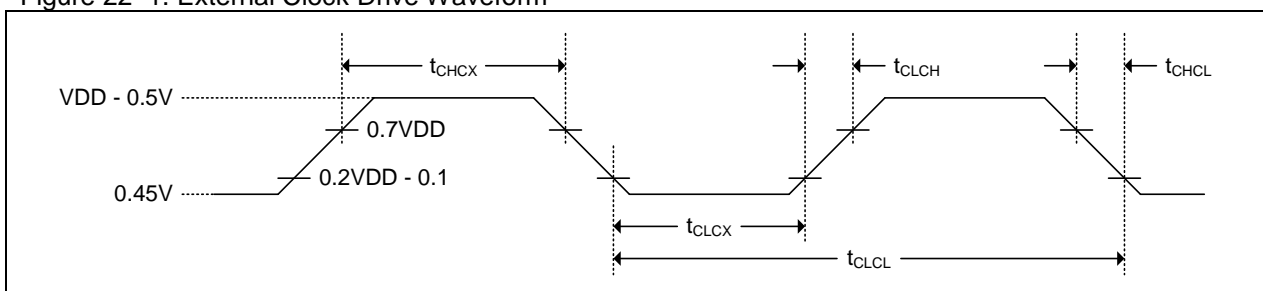 Figure 22-1. External Clock Drive Waveform
tCHCX
tCLCH
tCHCL
VDD - 0.5V
0.7VDD
0.2VDD - 0.1
0.45V
tCLCX
tCLCL